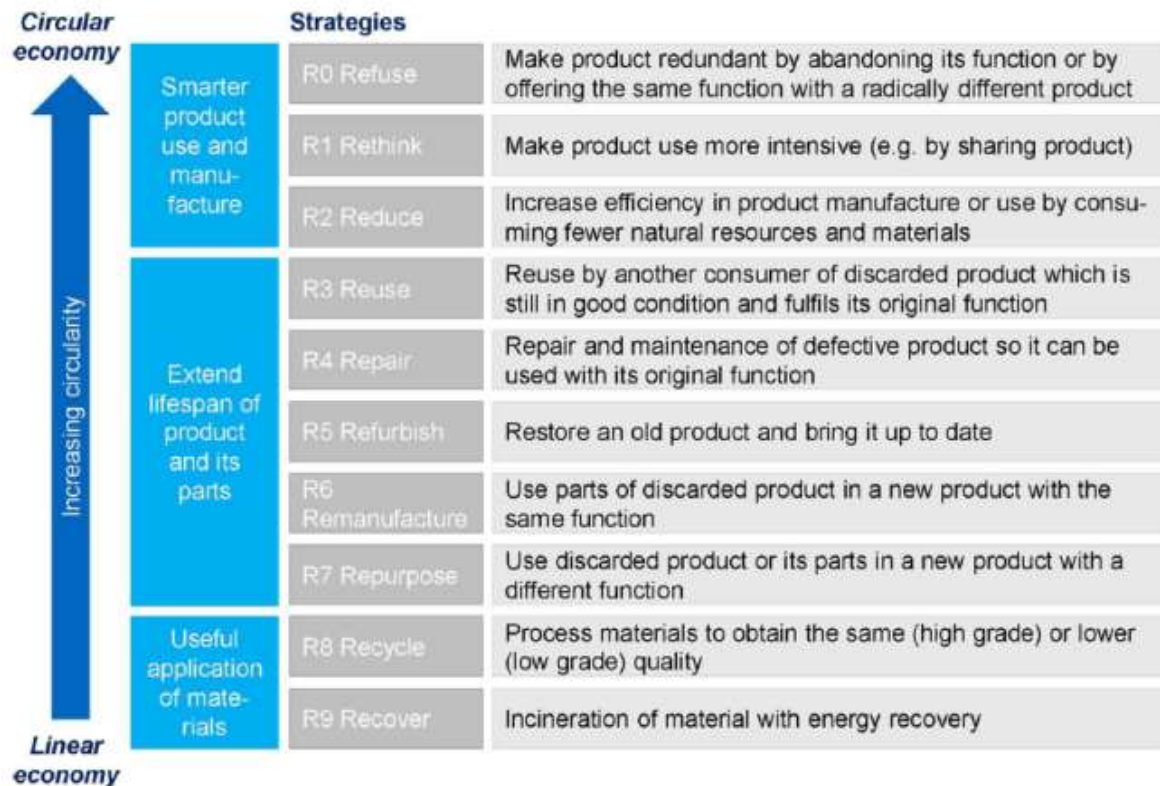 Circular
economy
Strategies
Smarter
product
use and
manu-
facture
R0 Refuse
Make product redundant by abandoning its function or by
offering the same function with a radically different product
R1 Rethink
Make product use more intensive (e.g. by sharing product)
R2 Reduce
Increase efficiency in product manufacture or use by consu-
ming fewer natural resources and materials
Increasing circularity
Extend
lifespan of
product
and its
parts
R3 Reuse
Reuse by another consumer of discarded product which is
still in good condition and fulfils its original function
R4 Repair
Repair and maintenance of defective product so it can be
used with its original function
R5 Refurbish
Restore an old product and bring it up to date
R6
Remanufacture
Use parts of discarded product in a new product with the
same function
R7 Repurpose
Use discarded product or its parts in a new product with a
different function
Useful
application
of mate-
rials
R8 Recycle
Process materials to obtain the same (high grade) or lower
(low grade) quality
R9 Recover
Incineration of material with energy recovery
Linear
economy